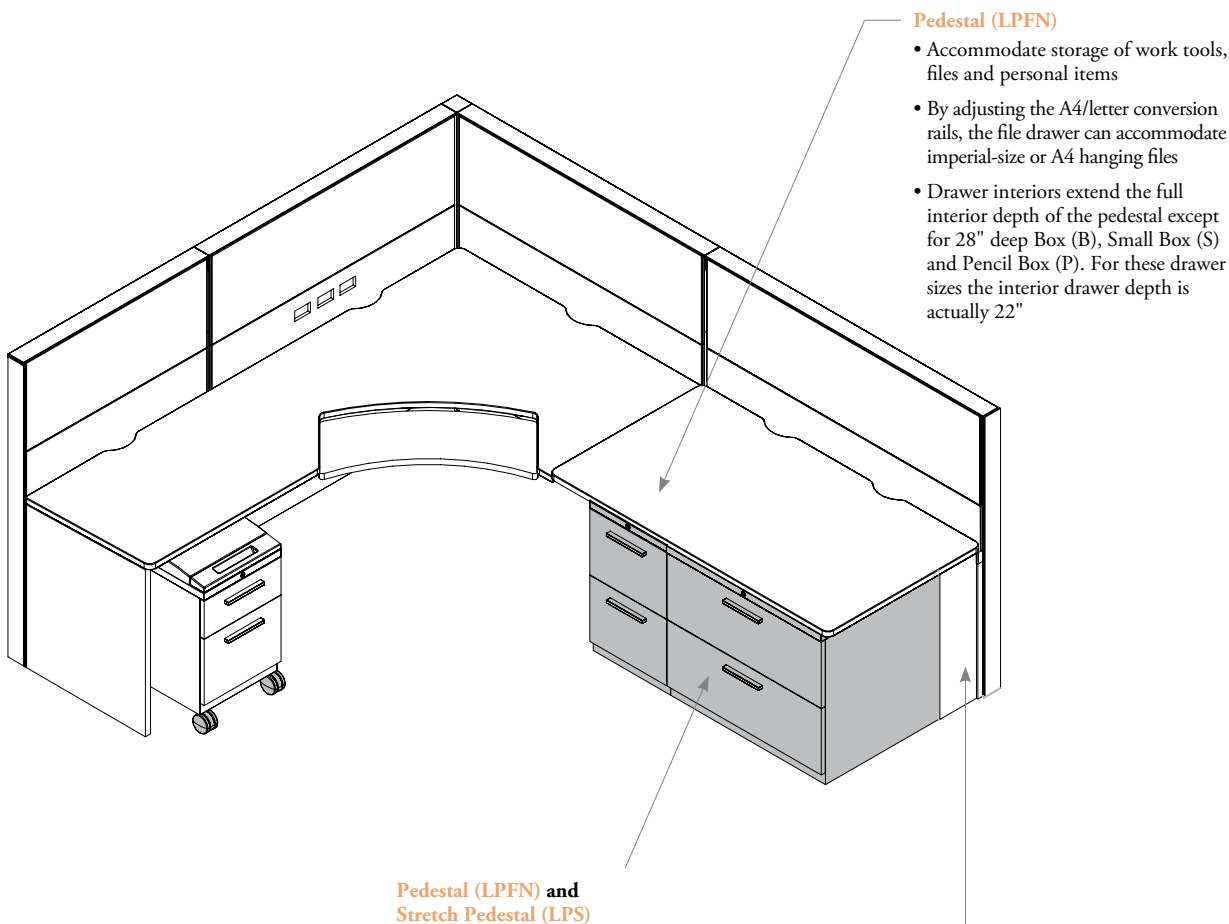 Pedestal (LPFN)
• Accommodate storage of work tools,
files and personal items
• By adjusting the A4/letter conversion
rails, the file drawer can accommodate
imperial-size or A4 hanging files
• Drawer interiors extend the full
interior depth of the pedestal except
for 28" deep Box (B), Small Box (S)
and Pencil Box (P). For these drawer
sizes the interior drawer depth is
actually 22"
Pedestal (LPFN) and
Stretch Pedestal (LPS)